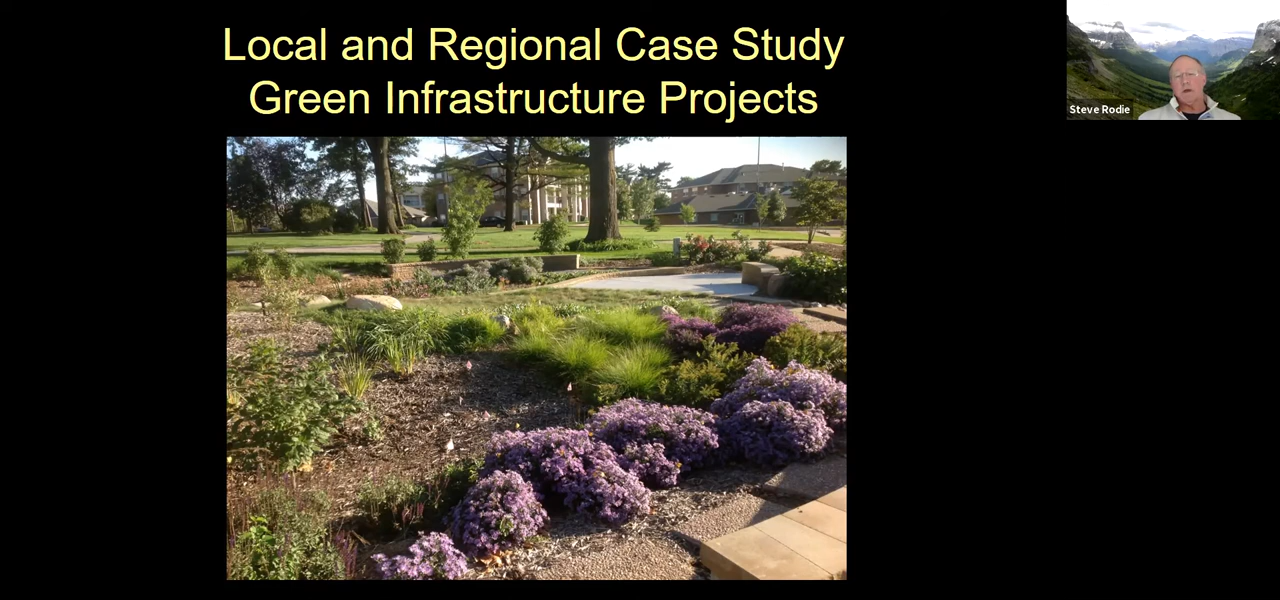 Local and Regional Case Study
Green Infrastructure Projects
Steve Rodie